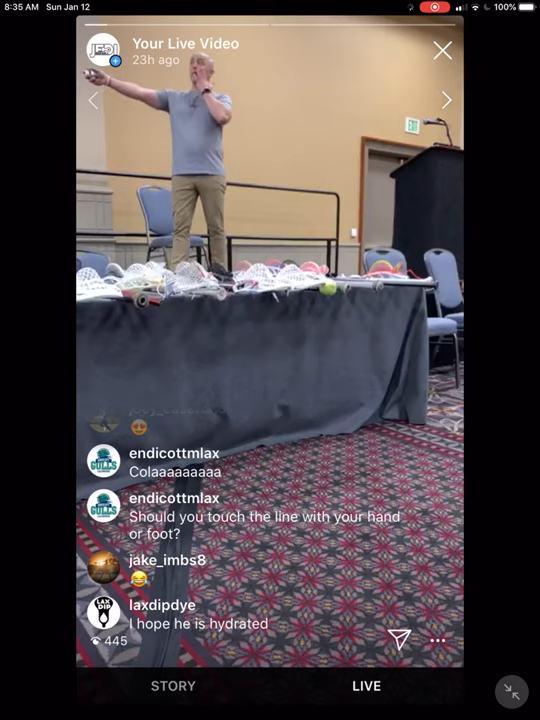 8:35 AM Sun Jan 12
100%
JEDI
Your Live Video
23h ago
endicottmlax
Colaaaaaaaaa
endicottmlax
Should you touch the line with your hand
or foot?
jake_imbs8
😂
laxdipdye
I hope he is hydrated
445
STORY
LIVE